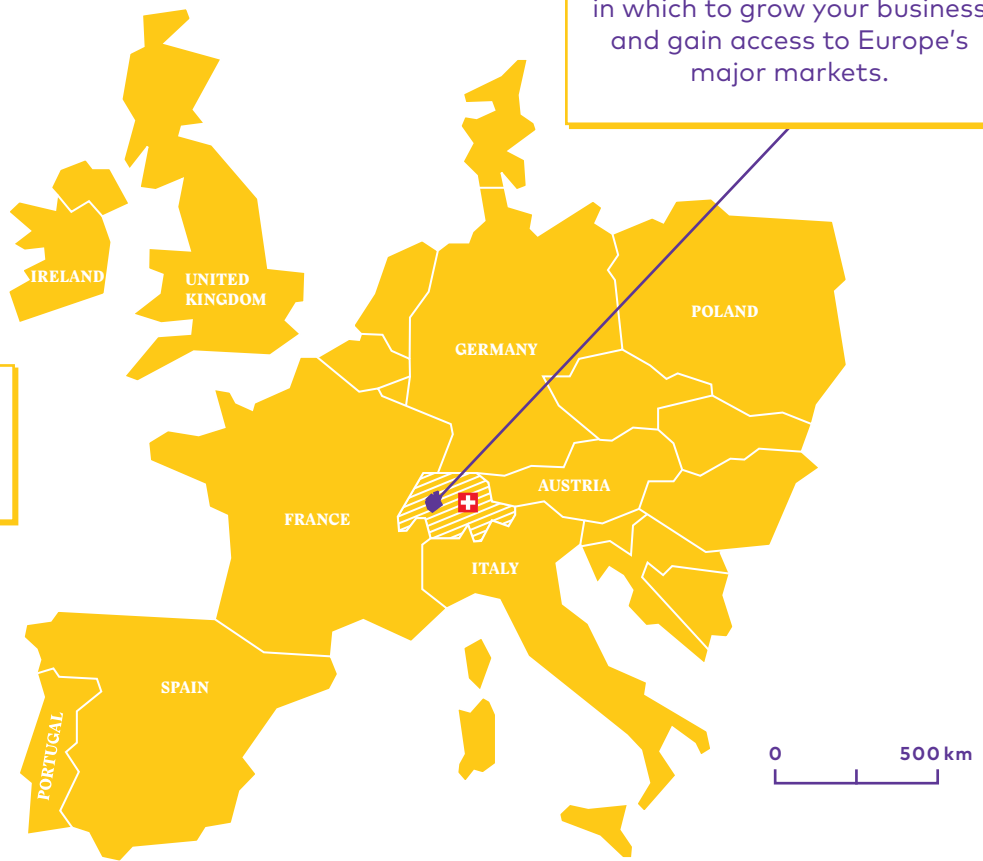 in which to grow your business
and gain access to Europe’s
major markets.
IRELAND
UNITED
KINGDOM
POLAND
GERMANY
AUSTRIA
FRANCE
ITALY
SPAIN
PORTUGAL
0 500 km